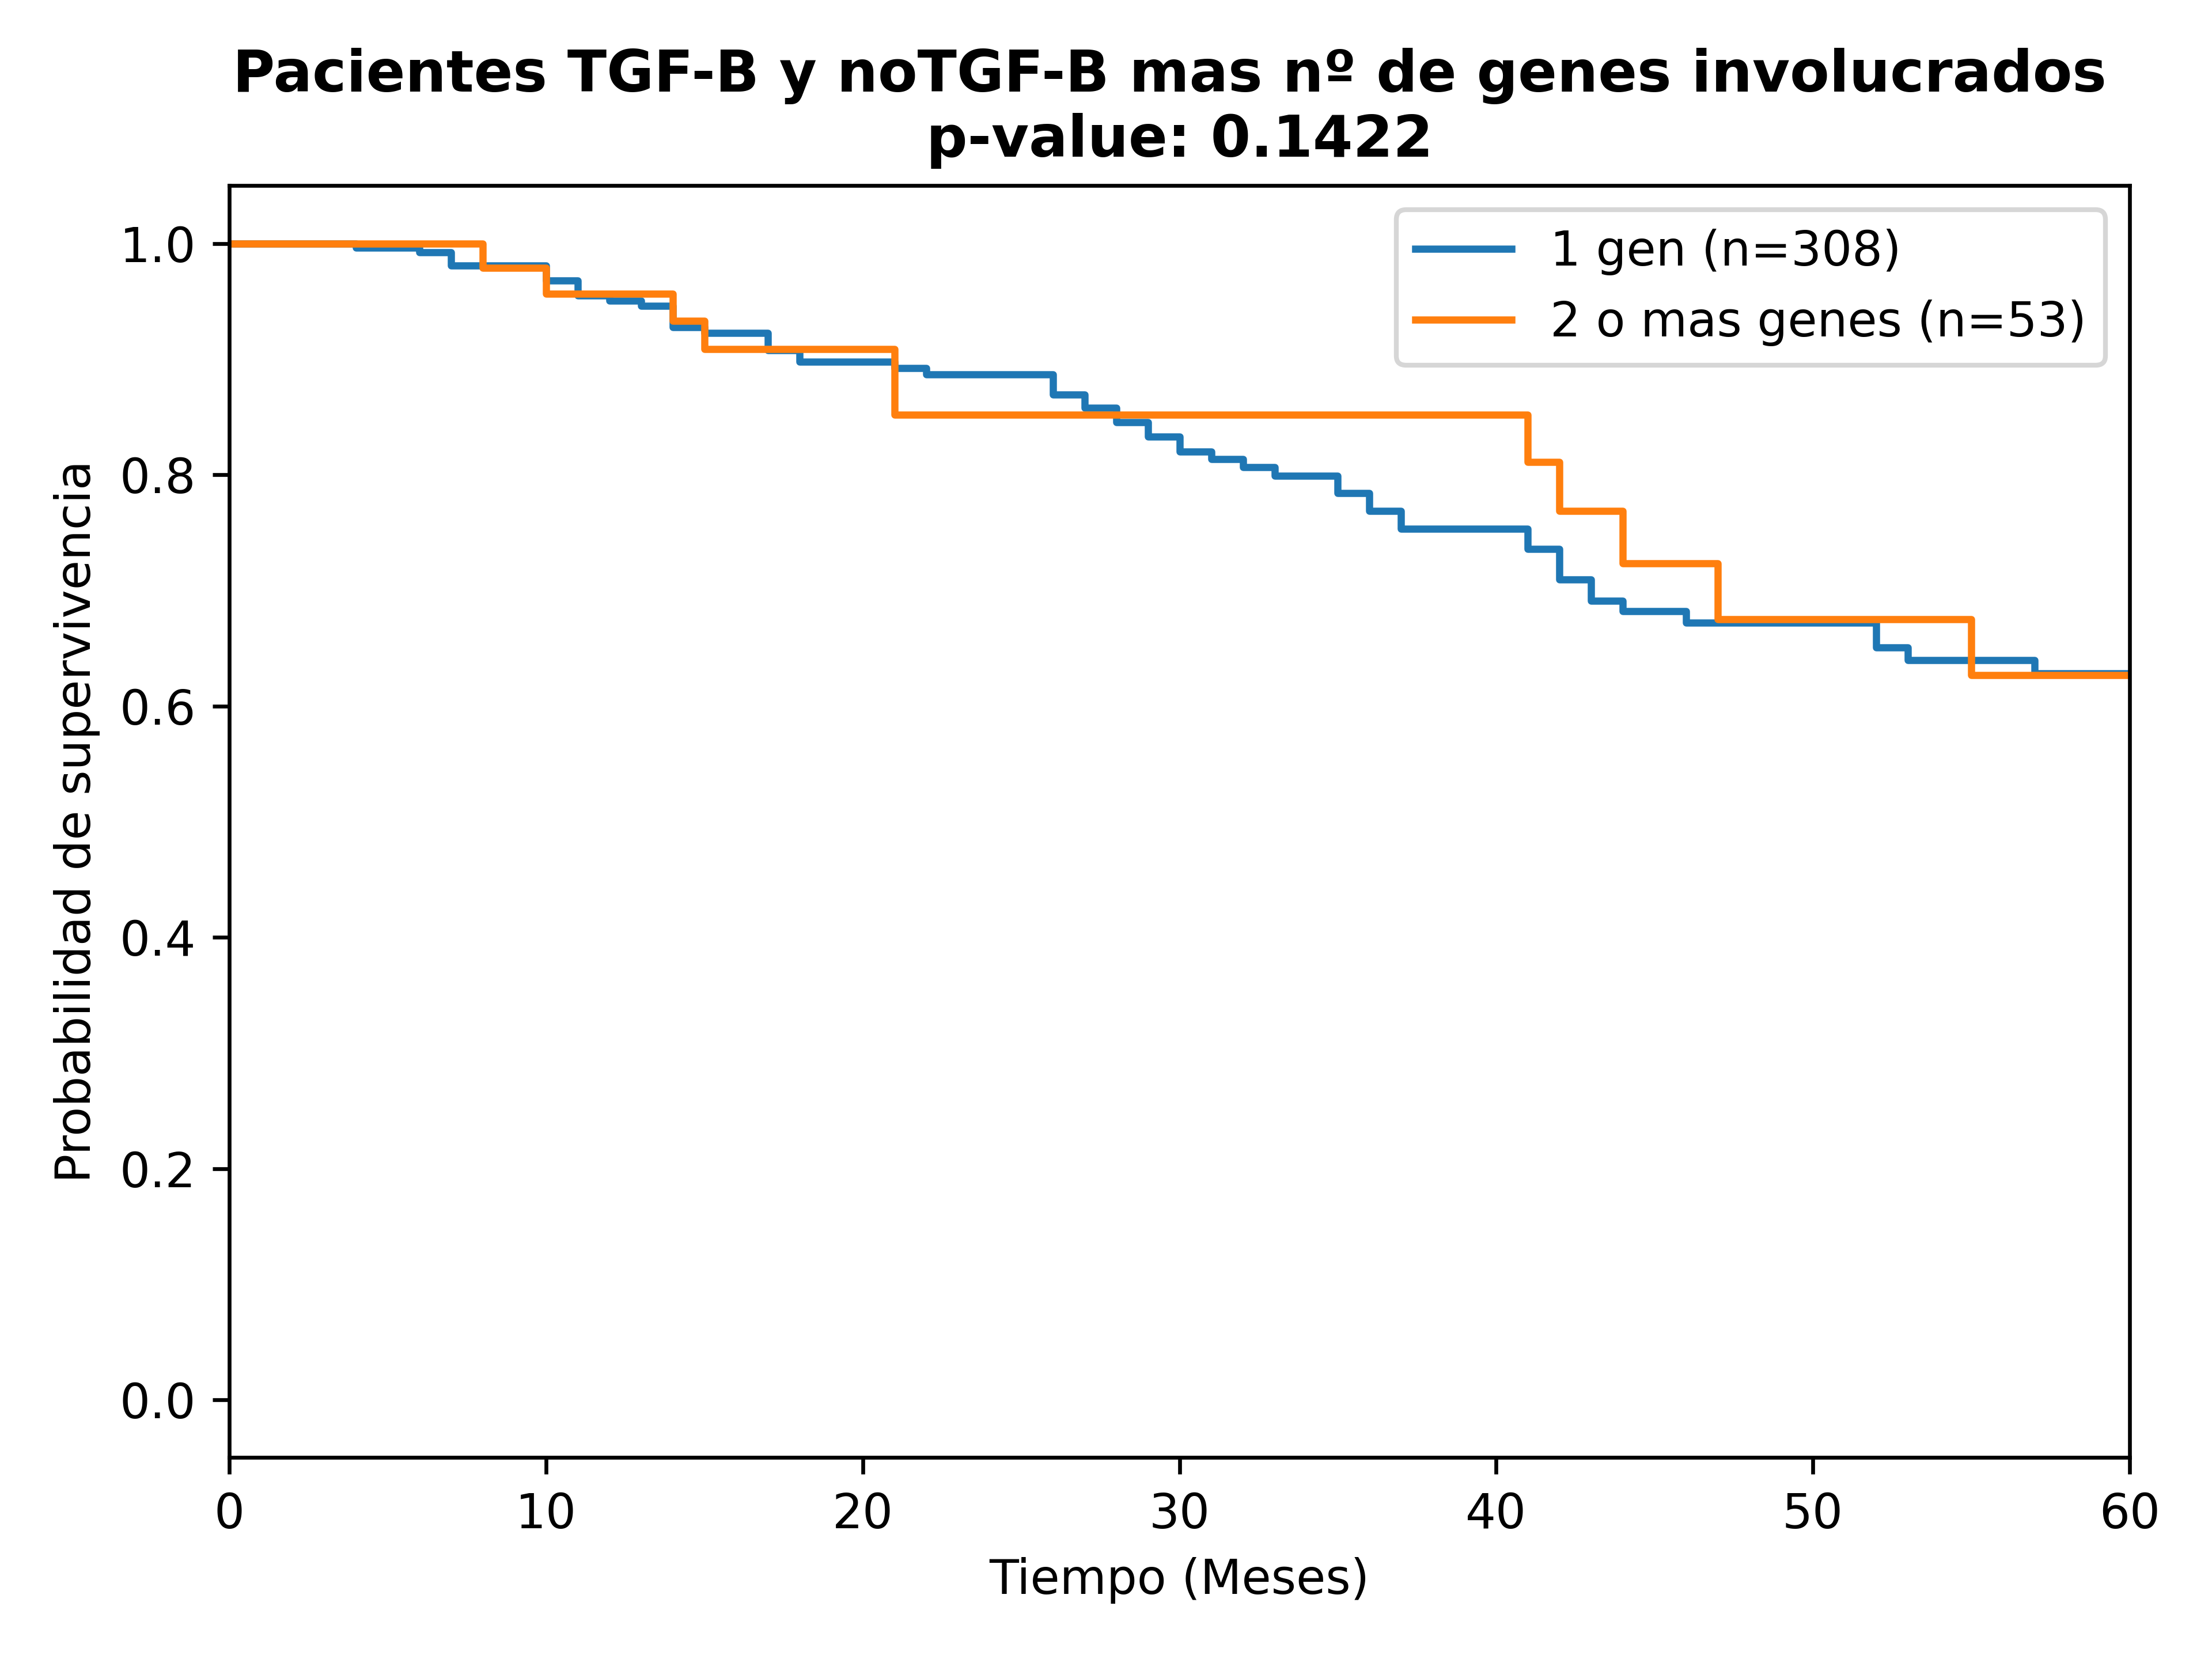 Pacientes TGF-B y noTGF-B mas nº de genes involucrados
p-value: 0.1422
1 gen (n=308)
2 o mas genes (n=53)
Probabilidad de supervivencia
1.0
0.8
0.6
0.4
0.2
0.0
0 10 20 30 40 50 60
Tiempo (Meses)